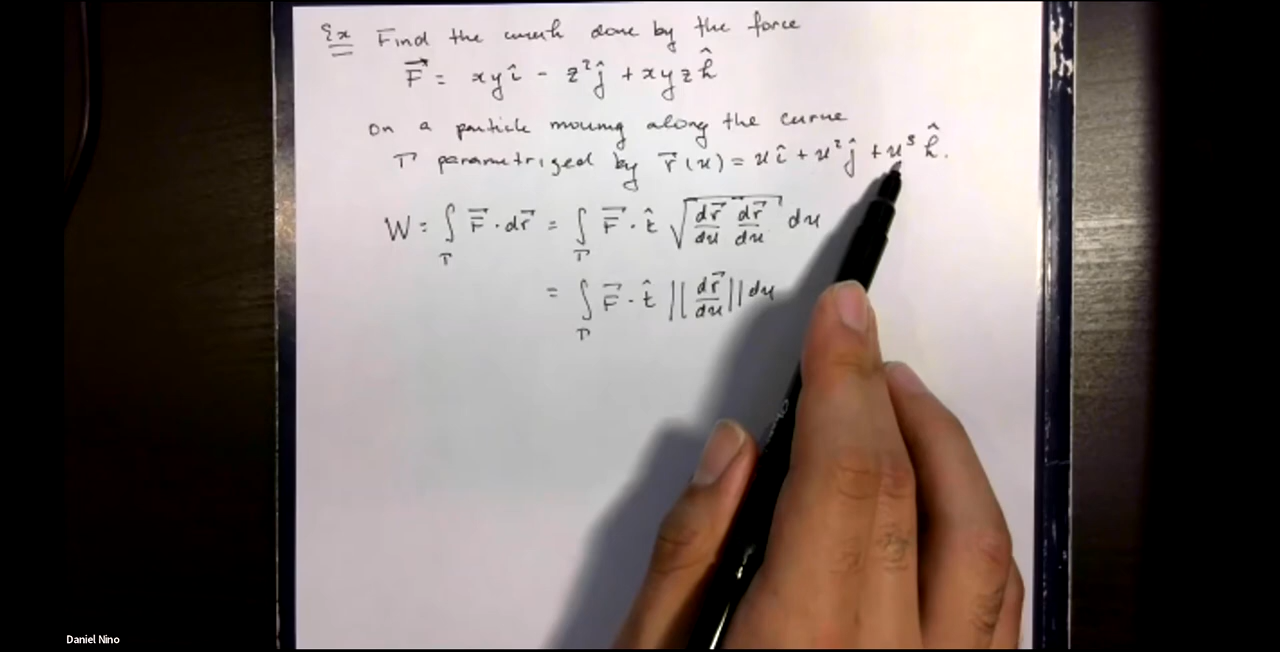 Ex Find the work done by the force
F⃗ = xy î - z² ĵ + xyz k̂
on a particle moving along the curve
Γ parametrized by r⃗(u) = u î + u² ĵ + u³ k̂.
W = ∫_Γ F⃗ · dr⃗ = ∫_Γ F⃗ · t̂ √(dr⃗/du dr⃗/du) du
= ∫_Γ F⃗ · t̂ ||dr⃗/du|| du
Daniel Nino